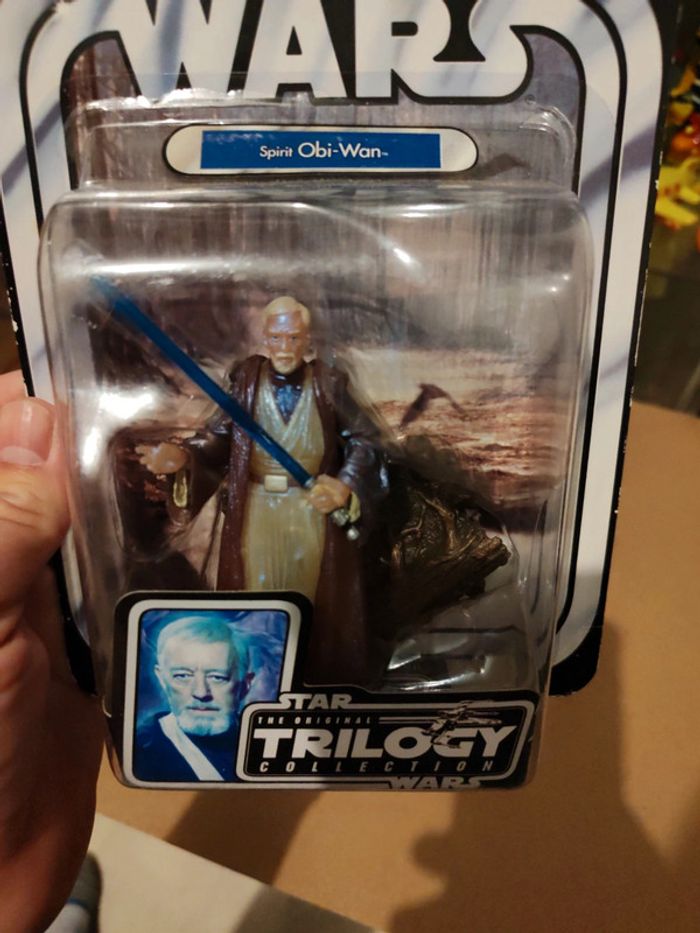 WARS
Spirit Obi-Wan™
STAR
THE ORIGINAL
TRILOGY
COLLECTION
WARS